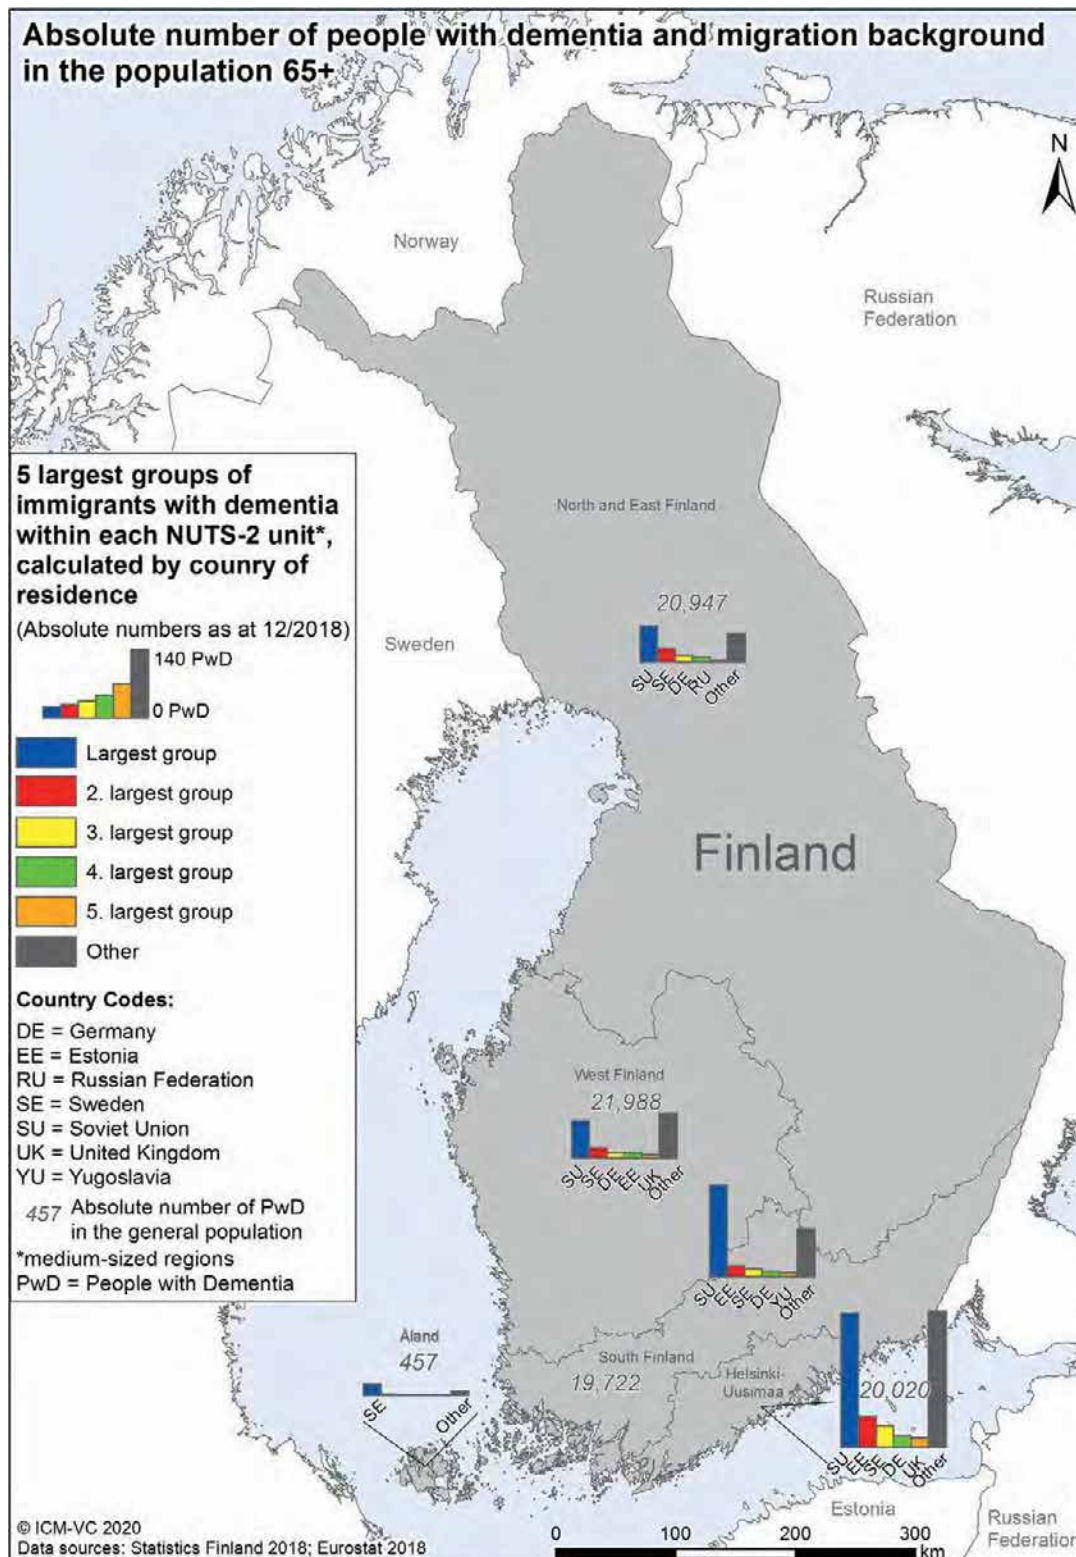 Absolute number of people with dementia and migration background
in the population 65+
N
Norway
Russian
Federation
5 largest groups of
immigrants with dementia
within each NUTS-2 unit*,
calculated by counry of
residence
(Absolute numbers as at 12/2018)
140 PwD
0 PwD
Largest group
2. largest group
3. largest group
4. largest group
5. largest group
Other
Country Codes:
DE = Germany
EE = Estonia
RU = Russian Federation
SE = Sweden
SU = Soviet Union
UK = United Kingdom
YU = Yugoslavia
457 Absolute number of PwD
in the general population
*medium-sized regions
PwD = People with Dementia
North and East Finland
20,947
SU
SE
DE
RU
Other
Sweden
Finland
West Finland
21,988
SU
SE
DE
EE
UK
Other
SU
EE
SE
DE
YU
Other
Åland
457
SE
Other
South Finland
19,722
Helsinki-
Uusimaa
20,020
SU
EE
SE
DE
UK
Other
Estonia
Russian
Federation
0 100 200 300
km
© ICM-VC 2020
Data sources: Statistics Finland 2018; Eurostat 2018